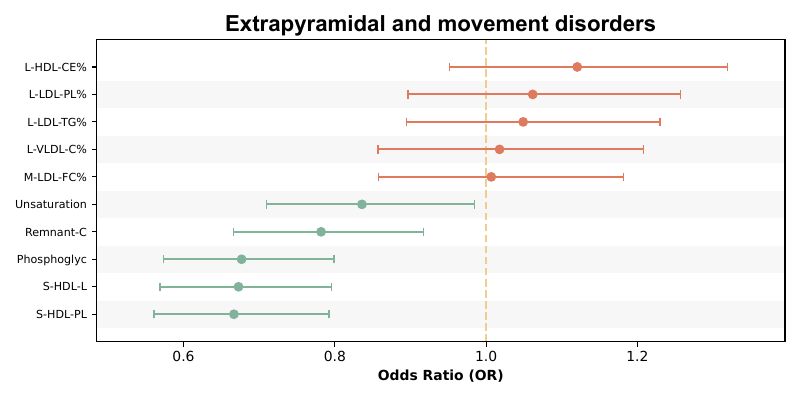 Extrapyramidal and movement disorders
L-HDL-CE%
L-LDL-PL%
L-LDL-TG%
L-VLDL-C%
M-LDL-FC%
Unsaturation
Remnant-C
Phosphoglyc
S-HDL-L
S-HDL-PL
0.6 0.8 1.0 1.2
Odds Ratio (OR)